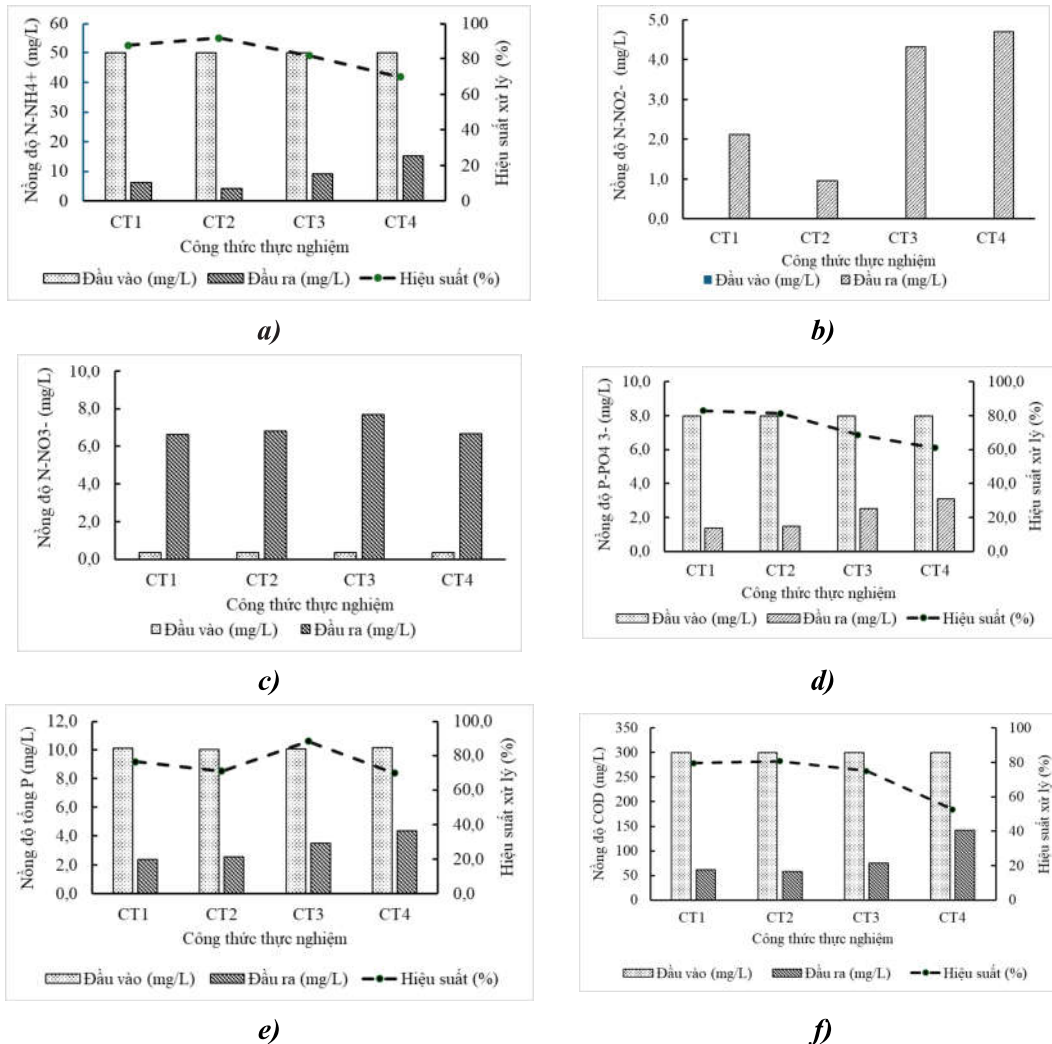 Nồng độ N-NH4+ (mg/L)
60
50
40
30
20
10
0
100
80
60
40
20
0
Hiệu suất xử lý (%)
CT1 CT2 CT3 CT4
Công thức thực nghiệm
Đầu vào (mg/L) Đầu ra (mg/L) Hiệu suất (%)
a)
Nồng độ N-NO2- (mg/L)
5,0
4,0
3,0
2,0
1,0
0,0
CT1 CT2 CT3 CT4
Công thức thực nghiệm
Đầu vào (mg/L) Đầu ra (mg/L)
b)
Nồng độ N-NO3- (mg/L)
10,0
8,0
6,0
4,0
2,0
0,0
CT1 CT2 CT3 CT4
Công thức thực nghiệm
Đầu vào (mg/L) Đầu ra (mg/L)
c)
Nồng độ P-PO4 3- (mg/L)
10,0
8,0
6,0
4,0
2,0
0,0
100,0
80,0
60,0
40,0
20,0
0,0
Hiệu suất xử lý (%)
CT1 CT2 CT3 CT4
Công thức thực nghiệm
Đầu vào (mg/L) Đầu ra (mg/L) Hiệu suất (%)
d)
Nồng độ tổng P (mg/L)
12,0
10,0
8,0
6,0
4,0
2,0
0,0
100,0
80,0
60,0
40,0
20,0
0,0
Hiệu suất xử lý (%)
CT1 CT2 CT3 CT4
Công thức thực nghiệm
Đầu vào (mg/L) Đầu ra (mg/L) Hiệu suất (%)
e)
Nồng độ COD (mg/L)
350
300
250
200
150
100
50
0
100
80
60
40
20
0
Hiệu suất xử lý (%)
CT1 CT2 CT3 CT4
Công thức thực nghiệm
Đầu vào (mg/L) Đầu ra (mg/L) Hiệu suất (%)
f)